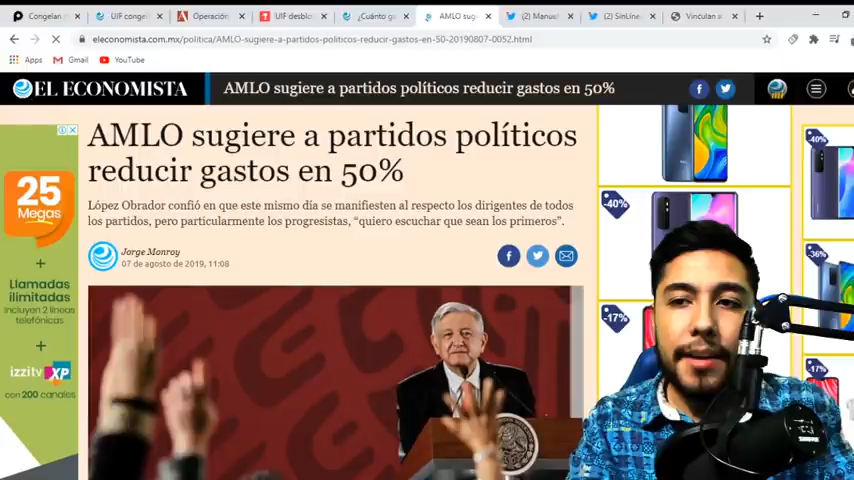 Congelan
UIF conge
Operación
UIF desblo
¿Cuánto g
AMLO sug
(2) Manuel
(2) SinLíne
Vinculan a
eleconomista.com.mx/politica/AMLO-sugiere-a-partidos-politicos-reducir-gastos-en-50-20190807-0052.html
Apps
Gmail
YouTube
EL ECONOMISTA
AMLO sugiere a partidos políticos reducir gastos en 50%
AMLO sugiere a partidos políticos
reducir gastos en 50%
López Obrador confió en que este mismo día se manifiesten al respecto los dirigentes de todos
los partidos, pero particularmente los progresistas, “quiero escuchar que sean los primeros”.
Jorge Monroy
07 de agosto de 2019, 11:08
25
Megas
+
Llamadas
ilimitadas
Incluyen 2 líneas
telefónicas
+
izzitv XP
con 200 canales
-40%
-17%
-40%
-36%
-17%